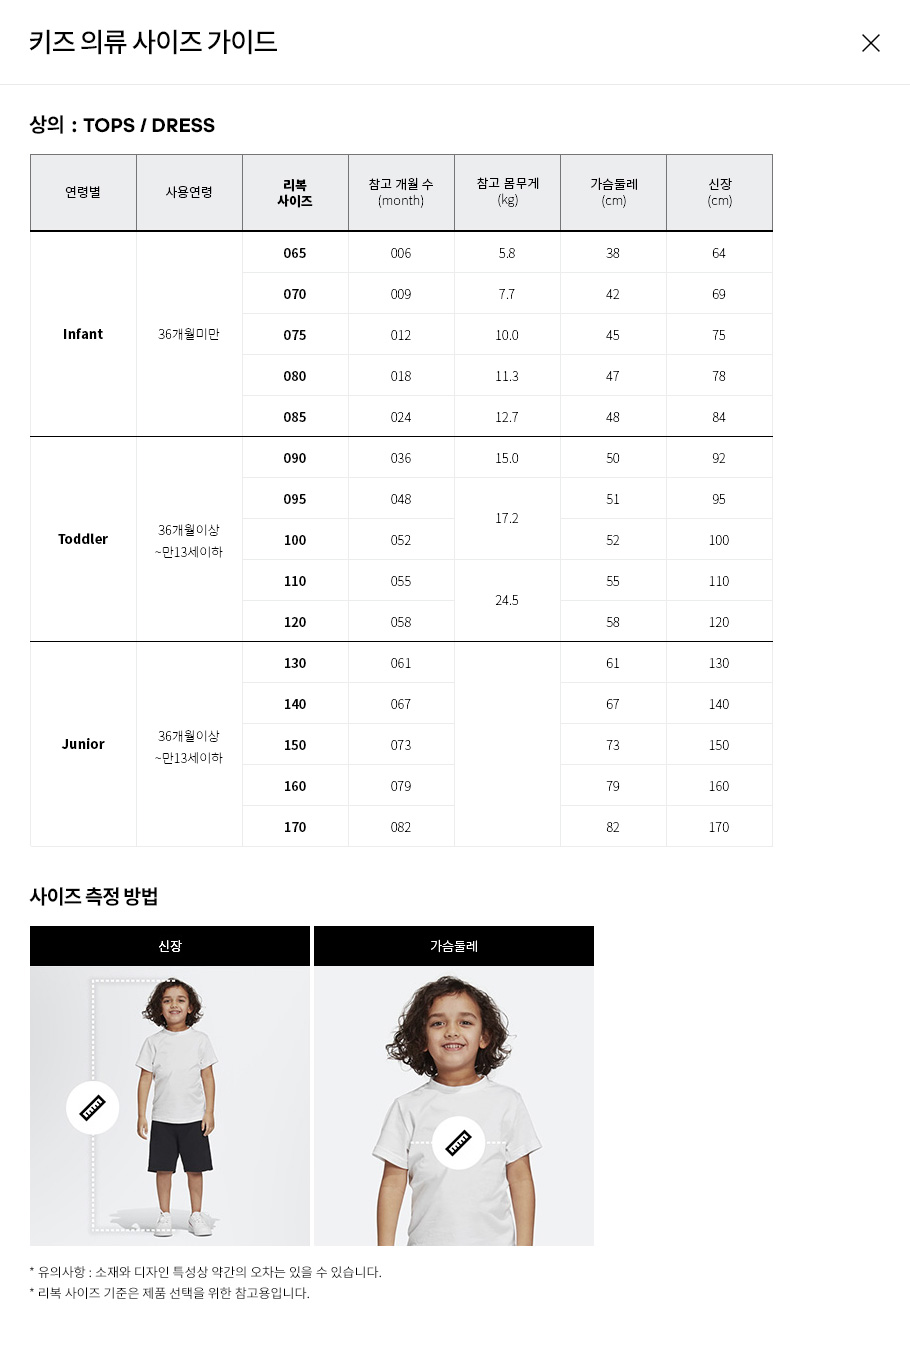 키즈 의류 사이즈 가이드
상의 : TOPS / DRESS
연령별 사용연령 리복 사이즈 참고 개월 수 (month) 참고 몸무게 (kg) 가슴둘레 (cm) 신장 (cm)
Infant 36개월미만
065 006 5.8 38 64
070 009 7.7 42 69
075 012 10.0 45 75
080 018 11.3 47 78
085 024 12.7 48 84
Toddler 36개월이상 ~만13세이하
090 036 15.0 50 92
095 048 17.2 51 95
100 052 52 100
110 055 24.5 55 110
120 058 58 120
Junior 36개월이상 ~만13세이하
130 061 61 130
140 067 67 140
150 073 73 150
160 079 79 160
170 082 82 170
사이즈 측정 방법
신장 가슴둘레
* 유의사항 : 소재와 디자인 특성상 약간의 오차는 있을 수 있습니다.
* 리복 사이즈 기준은 제품 선택을 위한 참고용입니다.